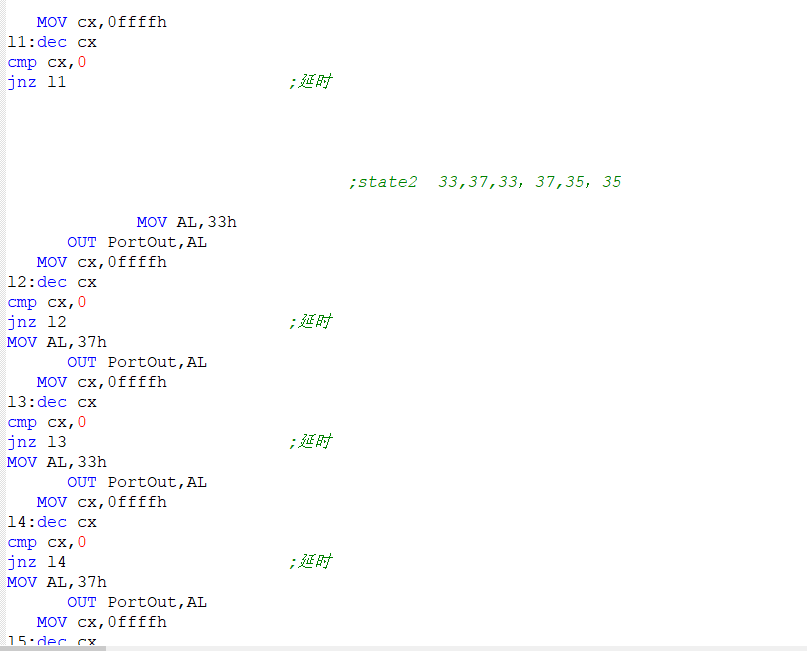 MOV cx,0ffffh
l1:dec cx
cmp cx,0
jnz l1 ;延时
;state2 33,37,33，37,35，35
MOV AL,33h
OUT PortOut,AL
MOV cx,0ffffh
l2:dec cx
cmp cx,0
jnz l2 ;延时
MOV AL,37h
OUT PortOut,AL
MOV cx,0ffffh
l3:dec cx
cmp cx,0
jnz l3 ;延时
MOV AL,33h
OUT PortOut,AL
MOV cx,0ffffh
l4:dec cx
cmp cx,0
jnz l4 ;延时
MOV AL,37h
OUT PortOut,AL
MOV cx,0ffffh
l5:dec cx